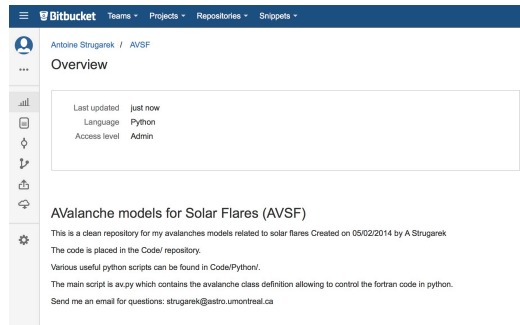 Bitbucket Teams Projects Repositories Snippets
Antoine Strugarek / AVSF
Overview
Last updated just now
Language Python
Access level Admin
AValanche models for Solar Flares (AVSF)
This is a clean repository for my avalanches models related to solar flares Created on 05/02/2014 by A Strugarek
The code is placed in the Code/ repository.
Various useful python scripts can be found in Code/Python/.
The main script is av.py which contains the avalanche class definition allowing to control the fortran code in python.
Send me an email for questions: strugarek@astro.umontreal.ca